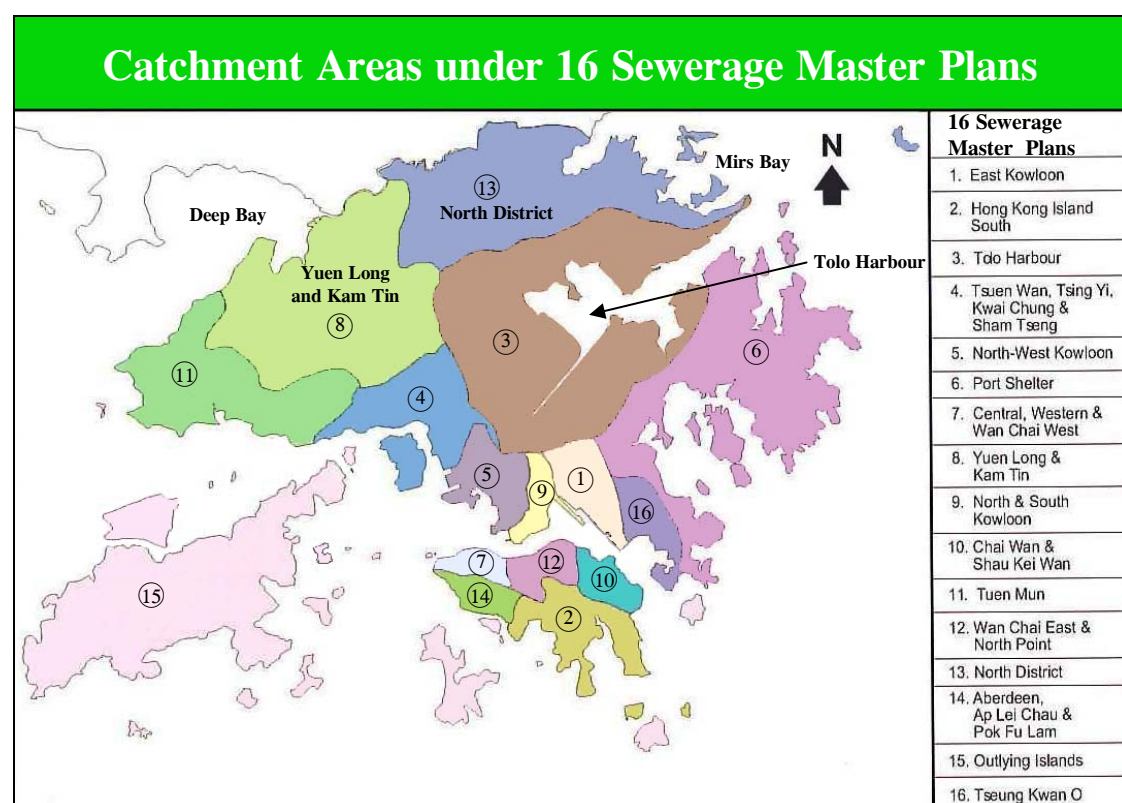 Catchment Areas under 16 Sewerage Master Plans
Mirs Bay
N
13
North District
Deep Bay
Yuen Long
and Kam Tin
8
Tolo Harbour
3
6
11
4
5
9
1
16
7
12
10
14
2
15
16 Sewerage
Master Plans
1. East Kowloon
2. Hong Kong Island
South
3. Tolo Harbour
4. Tsuen Wan, Tsing Yi,
Kwai Chung &
Sham Tseng
5. North-West Kowloon
6. Port Shelter
7. Central, Western &
Wan Chai West
8. Yuen Long &
Kam Tin
9. North & South
Kowloon
10. Chai Wan &
Shau Kei Wan
11. Tuen Mun
12. Wan Chai East &
North Point
13. North District
14. Aberdeen,
Ap Lei Chau &
Pok Fu Lam
15. Outlying Islands
16. Tseung Kwan O